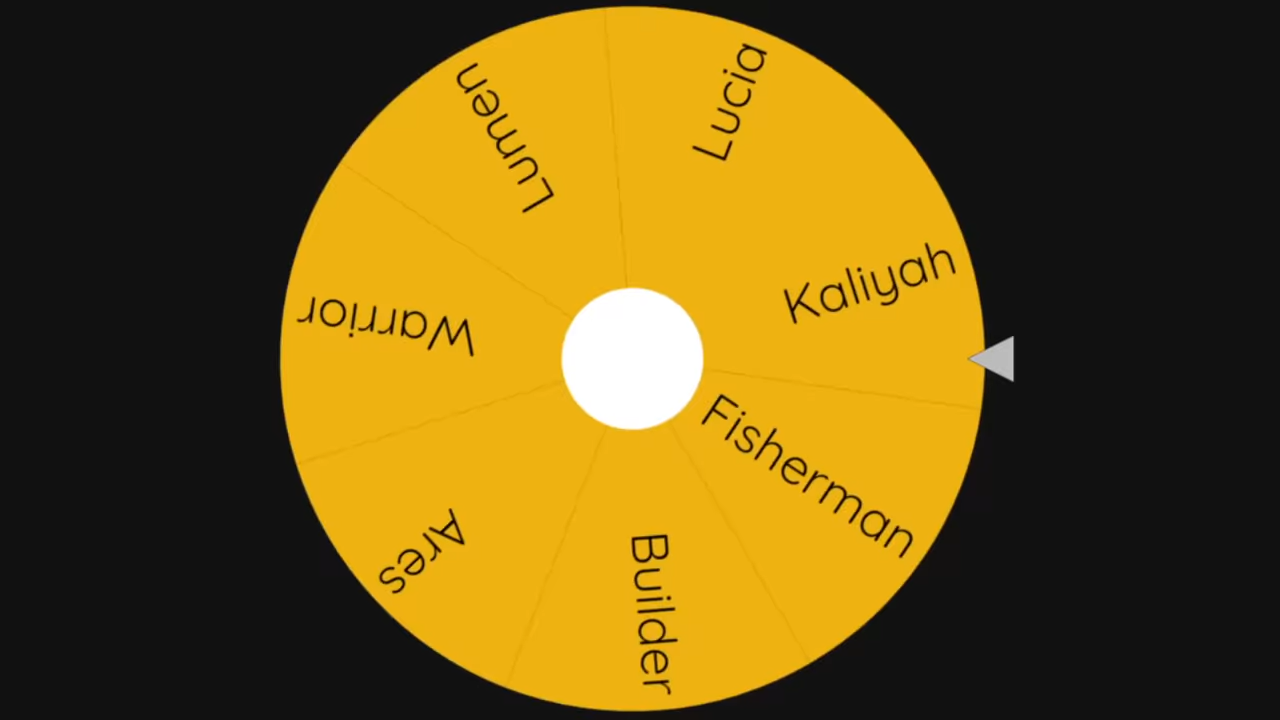 Lucia
Kaliyah
Fisherman
Builder
Ares
Warrior
Lumen